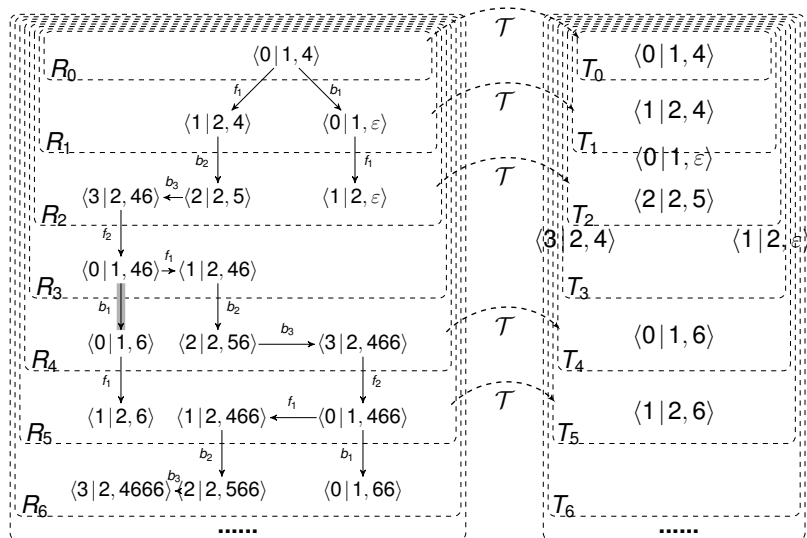 ⟨0|1, 4⟩ 𝒯 ⟨0|1, 4⟩
R₀ T₀
f₁ b₁
⟨1|2, 4⟩ ⟨0|1, ε⟩ 𝒯 ⟨1|2, 4⟩
R₁ T₁
b₂ f₁ ⟨0|1, ε⟩
b₃ 𝒯
⟨3|2, 46⟩ ⟨2|2, 5⟩ ⟨1|2, ε⟩ ⟨2|2, 5⟩
R₂ T₂
f₂ ⟨3|2, 4⟩ ⟨1|2, ε⟩
f₁
⟨0|1, 46⟩ ⟨1|2, 46⟩
R₃ T₃
b₁ b₂
b₃ 𝒯
⟨0|1, 6⟩ ⟨2|2, 56⟩ ⟨3|2, 466⟩ ⟨0|1, 6⟩
R₄ T₄
f₁ f₂
f₁ 𝒯
⟨1|2, 6⟩ ⟨1|2, 466⟩ ⟨0|1, 466⟩ ⟨1|2, 6⟩
R₅ T₅
b₂ b₁
b₃
⟨3|2, 4666⟩ ⟨2|2, 566⟩ ⟨0|1, 66⟩
R₆ T₆
...... ......